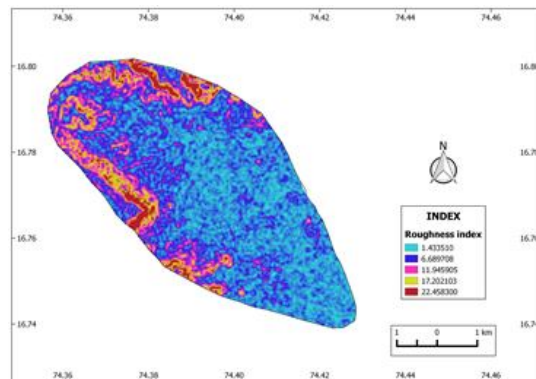 74.36 74.38 74.40 74.42 74.44 74.46
16.80 16.80
16.78 16.78
16.76 16.76
16.74 16.74
N
INDEX
Roughness index
1.433510
6.689708
11.945905
17.202103
22.458300
1 0 1 km
74.36 74.38 74.40 74.42 74.44 74.46